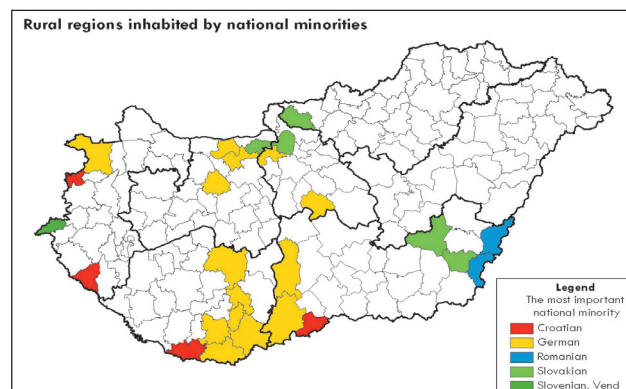 Rural regions inhabited by national minorities
Legend
The most important
national minority
Croatian
German
Romanian
Slovakian
Slovenian, Vend